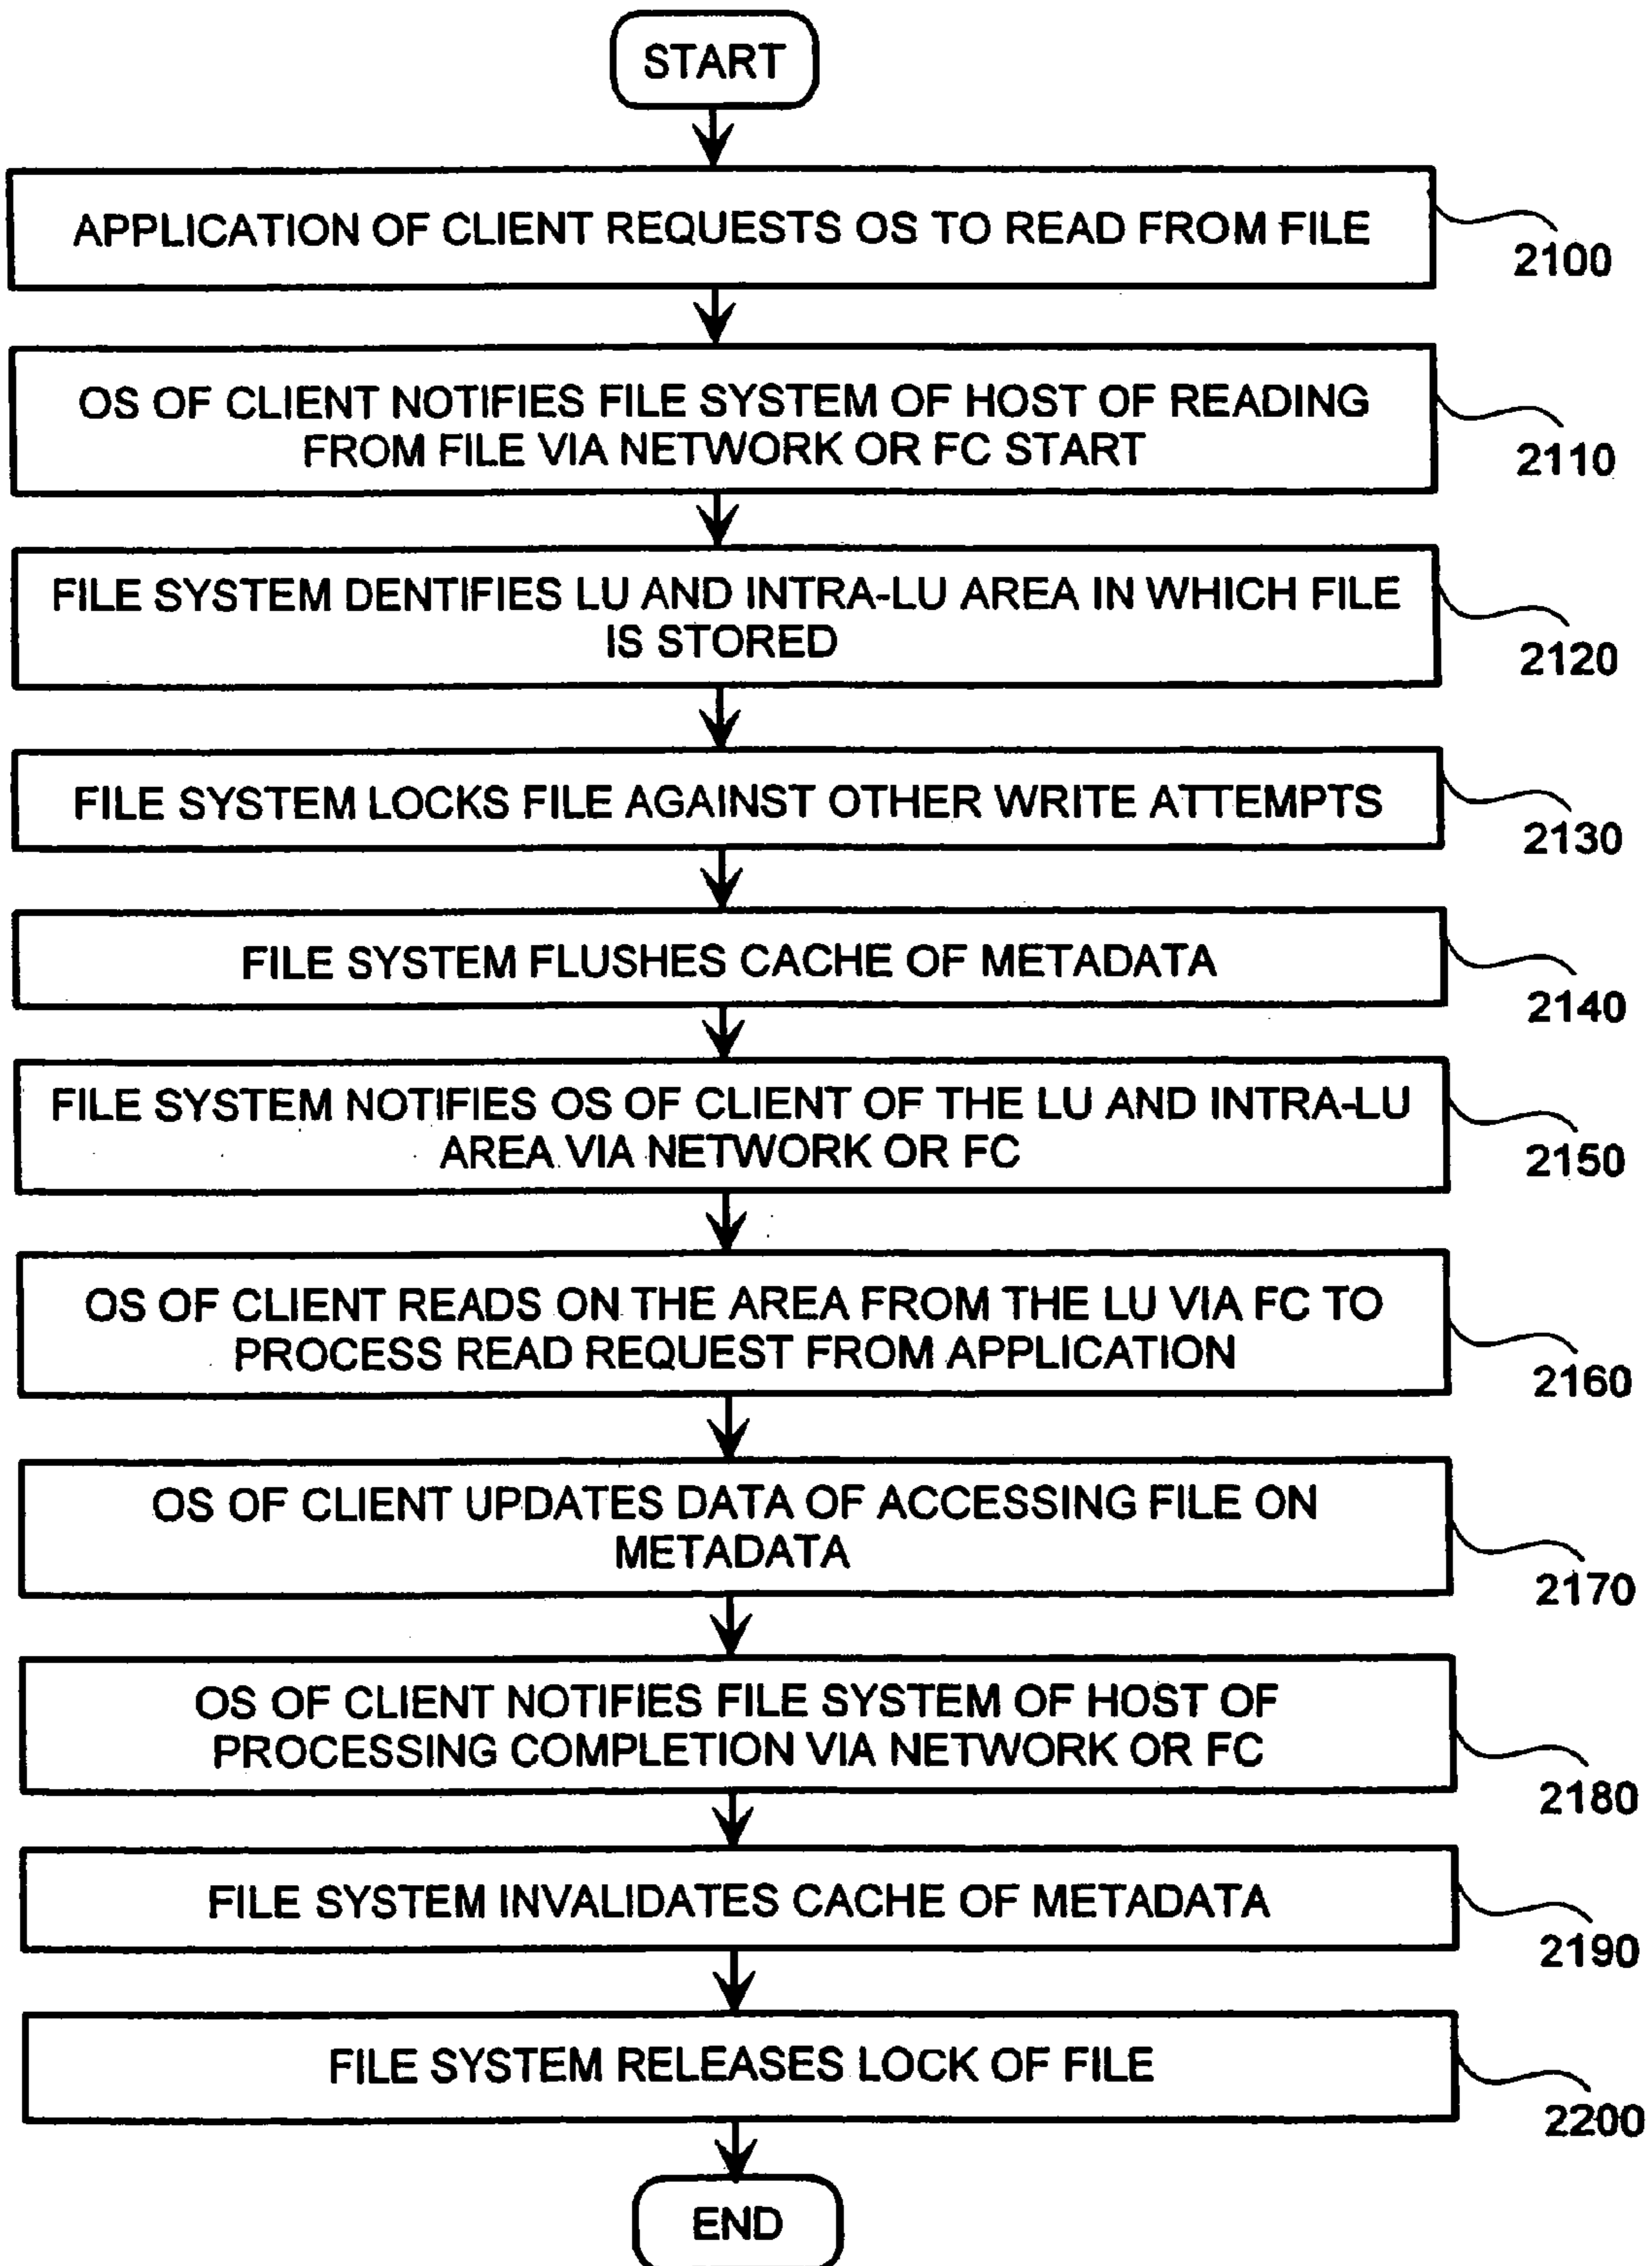 START
APPLICATION OF CLIENT REQUESTS OS TO READ FROM FILE
2100
OS OF CLIENT NOTIFIES FILE SYSTEM OF HOST OF READING
FROM FILE VIA NETWORK OR FC START
2110
FILE SYSTEM DENTIFIES LU AND INTRA-LU AREA IN WHICH FILE
IS STORED
2120
FILE SYSTEM LOCKS FILE AGAINST OTHER WRITE ATTEMPTS
2130
FILE SYSTEM FLUSHES CACHE OF METADATA
2140
FILE SYSTEM NOTIFIES OS OF CLIENT OF THE LU AND INTRA-LU
AREA VIA NETWORK OR FC
2150
OS OF CLIENT READS ON THE AREA FROM THE LU VIA FC TO
PROCESS READ REQUEST FROM APPLICATION
2160
OS OF CLIENT UPDATES DATA OF ACCESSING FILE ON
METADATA
2170
OS OF CLIENT NOTIFIES FILE SYSTEM OF HOST OF
PROCESSING COMPLETION VIA NETWORK OR FC
2180
FILE SYSTEM INVALIDATES CACHE OF METADATA
2190
FILE SYSTEM RELEASES LOCK OF FILE
2200
END